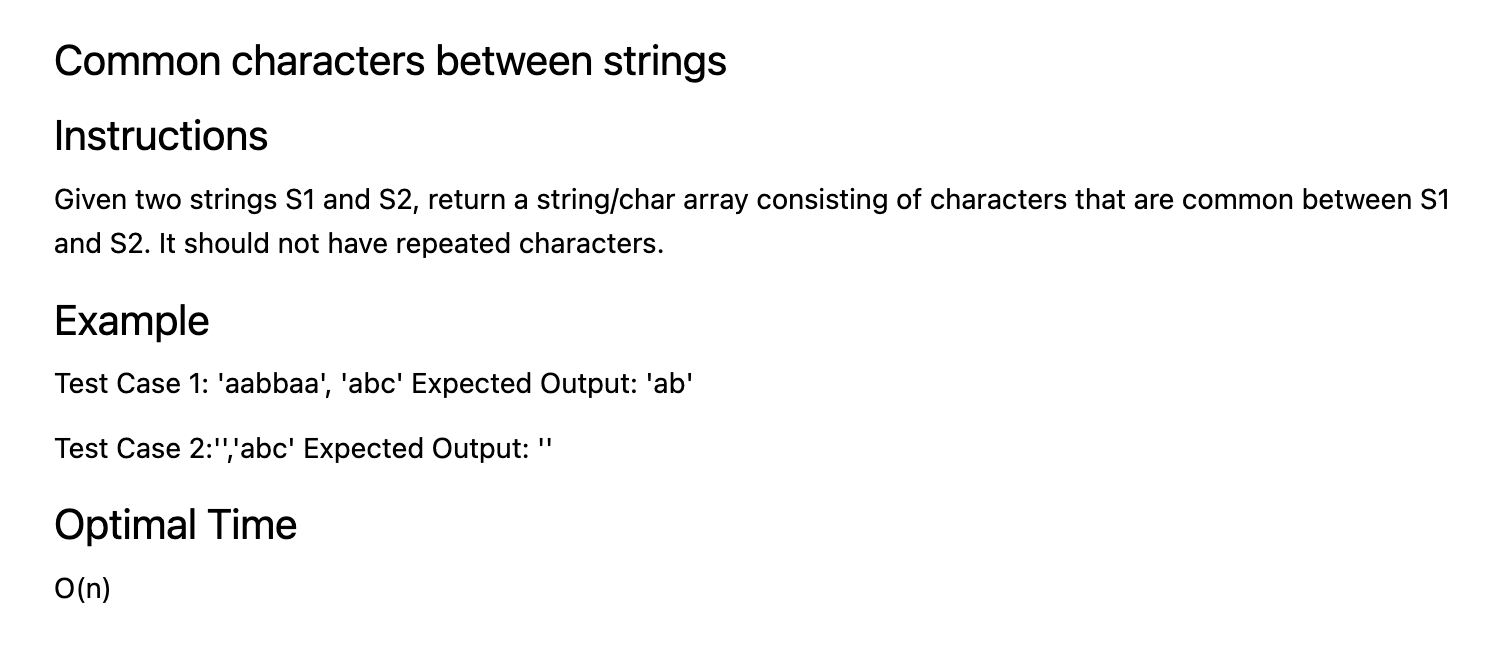 Common characters between strings
Instructions
Given two strings S1 and S2, return a string/char array consisting of characters that are common between S1
and S2. It should not have repeated characters.
Example
Test Case 1: 'aabbaa', 'abc' Expected Output: 'ab'
Test Case 2:'','abc' Expected Output: ''
Optimal Time
O(n)